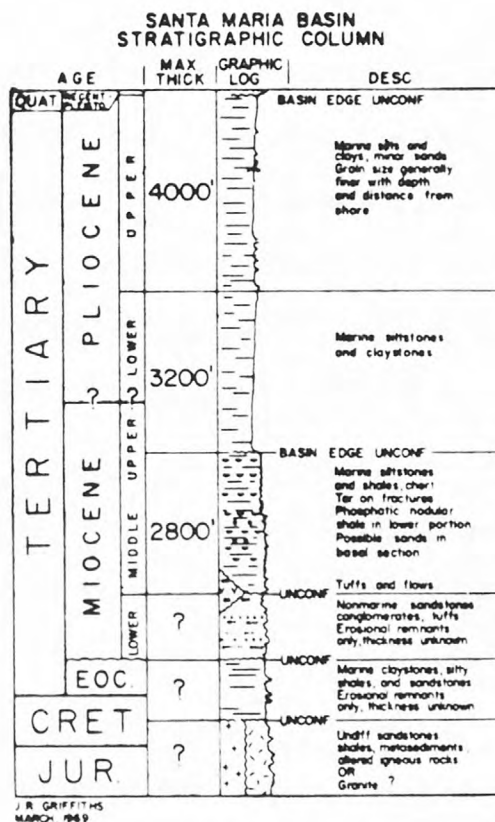 SANTA MARIA BASIN
STRATIGRAPHIC COLUMN
AGE
MAX. THICK
GRAPHIC LOG
DESC
QUAT
RECENT
PLEISTO.
TERTIARY
PLIOCENE
UPPER
4000'
BASIN EDGE UNCONF
Marine silts and
clays, minor sands
Grain size generally
finer with depth
and distance from
shore
LOWER
? ?
3200'
Marine siltstones
and claystones
MIOCENE
UPPER
MIDDLE
LOWER
2800'
BASIN EDGE UNCONF
Marine siltstones
and shales, chert
Tar on fractures
Phosphatic nodular
shale in lower portion
Possible sands in
basal section
Tuffs and flows
UNCONF
?
Nonmarine sandstones
conglomerates, tuffs
Erosional remnants
only, thickness unknown
UNCONF
EOC.
?
Marine claystones, silty
shales, and sandstones
Erosional remnants
only, thickness unknown
UNCONF
CRET
JUR.
?
Undiff sandstones
shales, metasediments,
altered igneous rocks
OR
Granite ?
J.R. GRIFFITHS
MARCH 1969